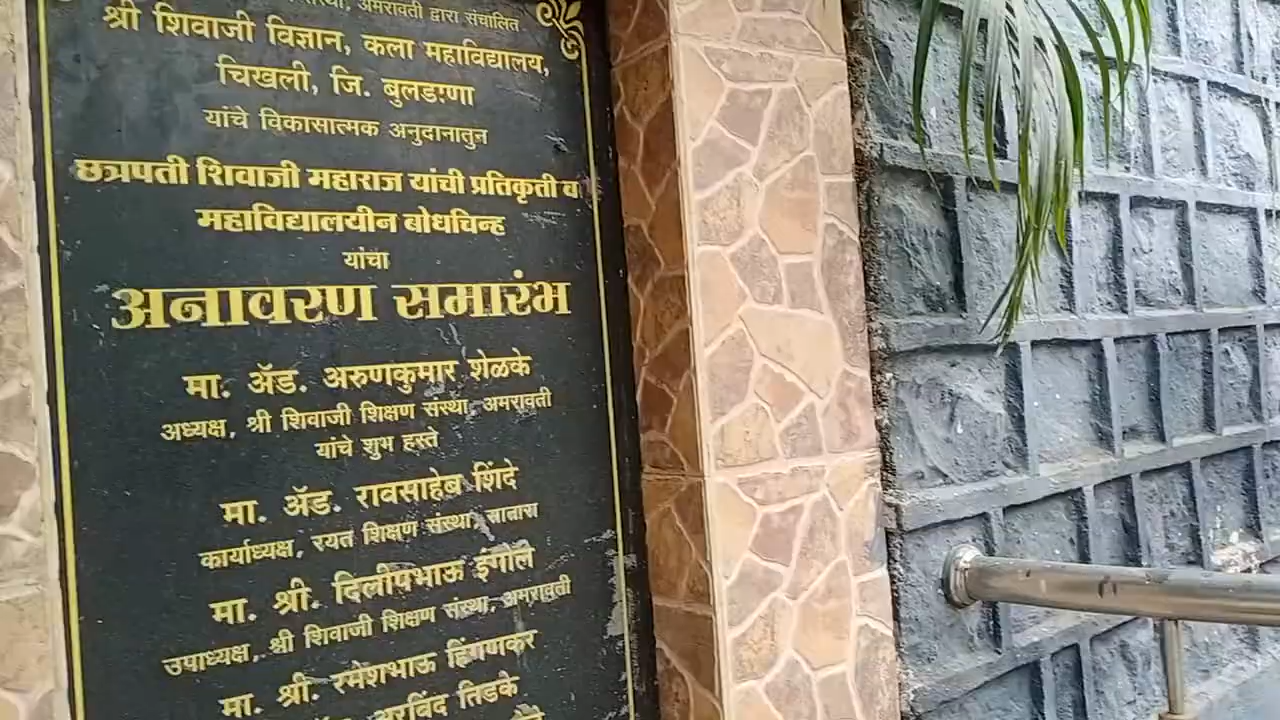 संस्था, अमरावती द्वारा संचालित
श्री शिवाजी विज्ञान, कला महाविद्यालय,
चिखली, जि. बुलडाणा
यांचे विकासात्मक अनुदानातुन
छत्रपती शिवाजी महाराज यांची प्रतिकृती व
महाविद्यालयीन बोधचिन्ह
यांचा
अनावरण समारंभ
मा. ॲड. अरुणकुमार शेळके
अध्यक्ष, श्री शिवाजी शिक्षण संस्था, अमरावती
यांचे शुभ हस्ते
मा. ॲड. रावसाहेब शिंदे
कार्याध्यक्ष, रयत शिक्षण संस्था, सातारा
मा. श्री. दिलीपभाऊ इंगोले
उपाध्यक्ष, श्री शिवाजी शिक्षण संस्था, अमरावती
मा. श्री. रमेशभाऊ हिंगणकर
अरविंद तिडके